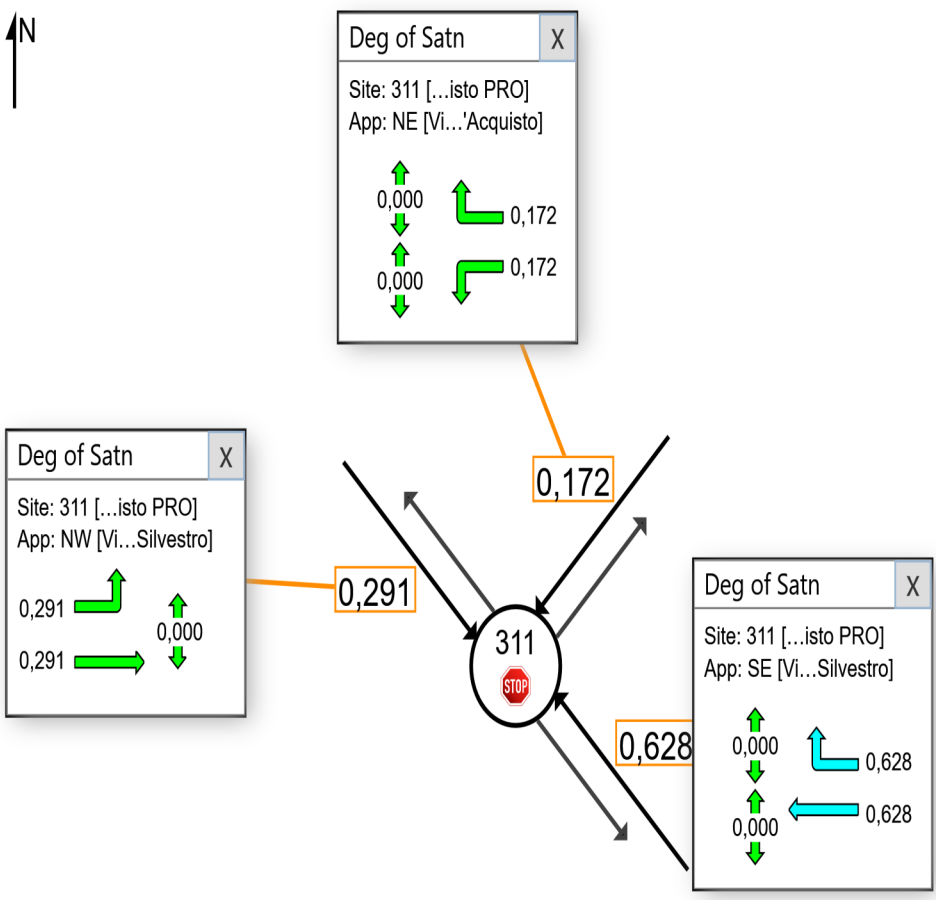 N
Deg of Satn X
Site: 311 […isto PRO]
App: NE [Vi…'Acquisto]
0,000
0,172
0,000
0,172
0,172
Deg of Satn X
Site: 311 […isto PRO]
App: NW [Vi…Silvestro]
0,291
0,000
0,291
0,291
311
STOP
0,628
Deg of Satn X
Site: 311 […isto PRO]
App: SE [Vi…Silvestro]
0,000
0,628
0,000
0,628